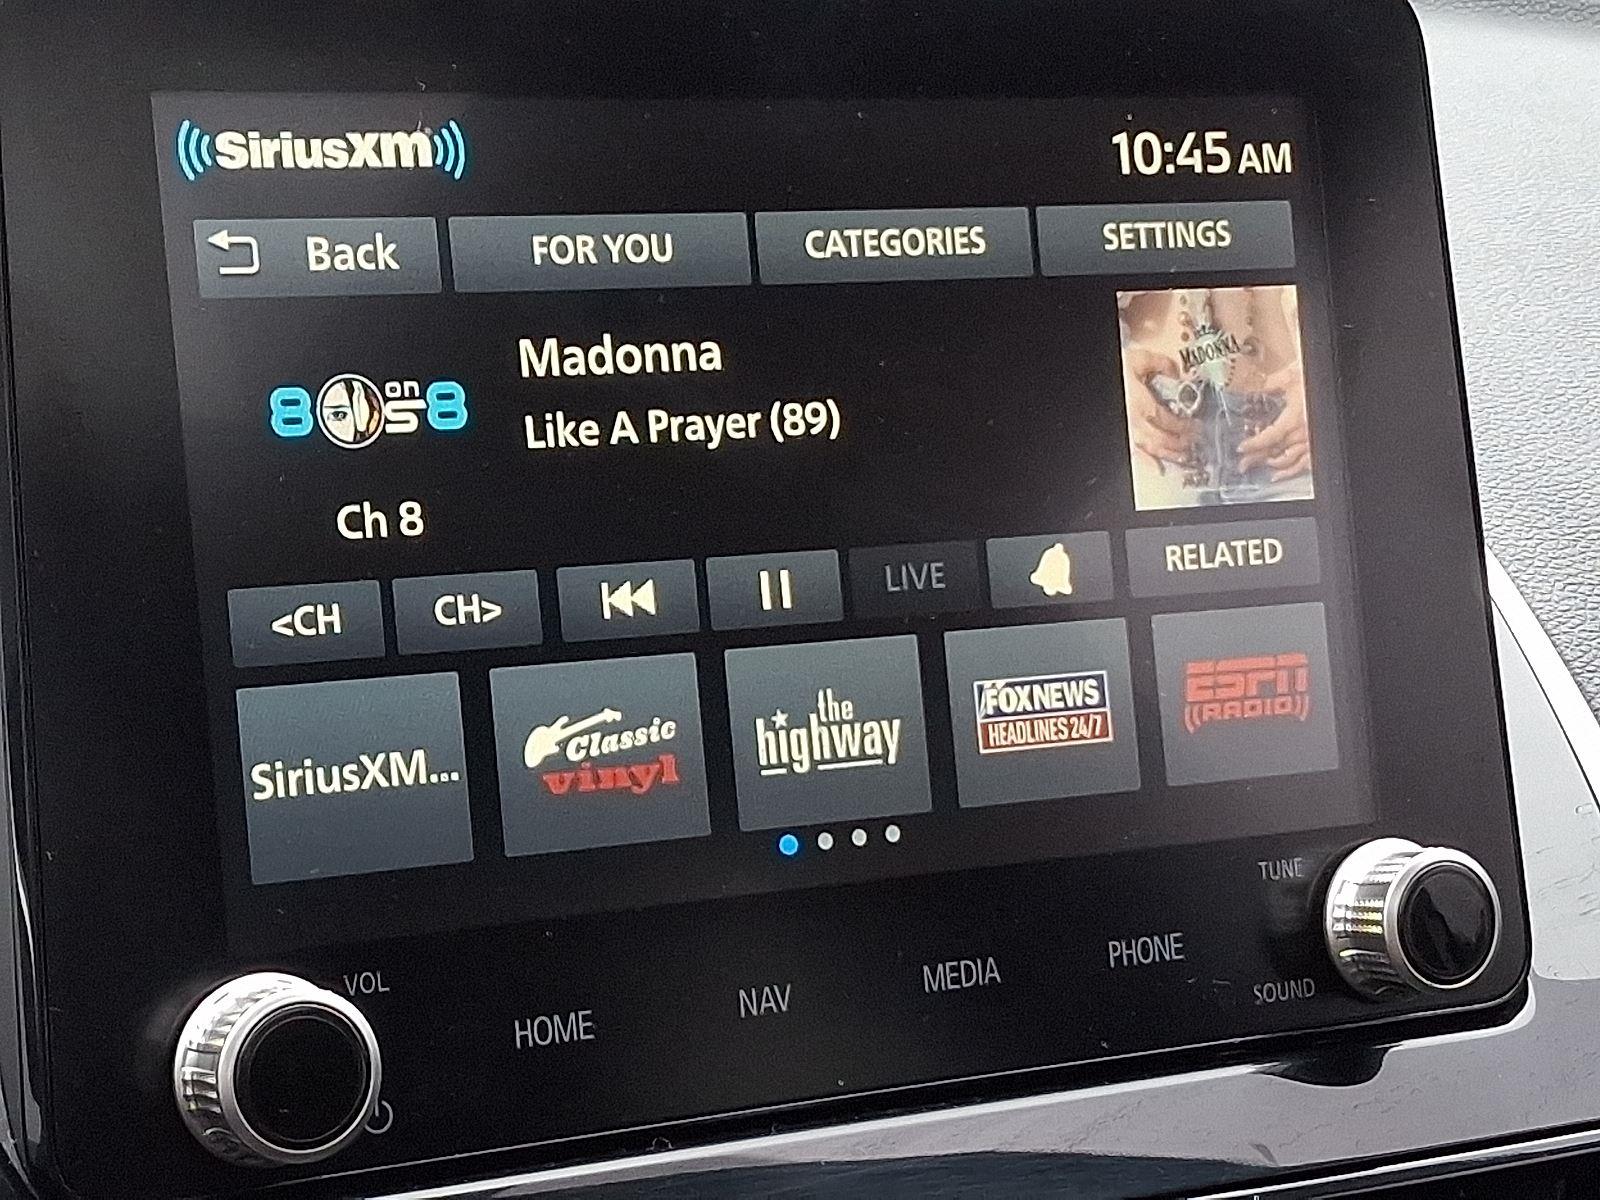 SiriusXM
10:45 AM
Back
FOR YOU
CATEGORIES
SETTINGS
80s on 8
Madonna
Like A Prayer (89)
MADONNA
Ch 8
<CH
CH>
LIVE
RELATED
SiriusXM...
Classic
vinyl
the
highway
FOX NEWS
HEADLINES 24/7
ESPN
RADIO
VOL
HOME
NAV
MEDIA
PHONE
TUNE
SOUND